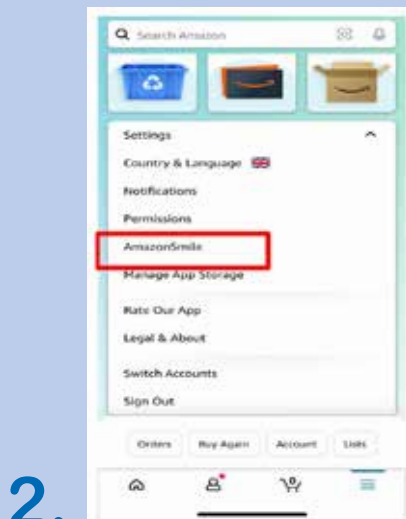 Search Amazon
Settings
Country & Language
Notifications
Permissions
AmazonSmile
Manage App Storage
Rate Our App
Legal & About
Switch Accounts
Sign Out
Orders Buy Again Account Lists
0
2.